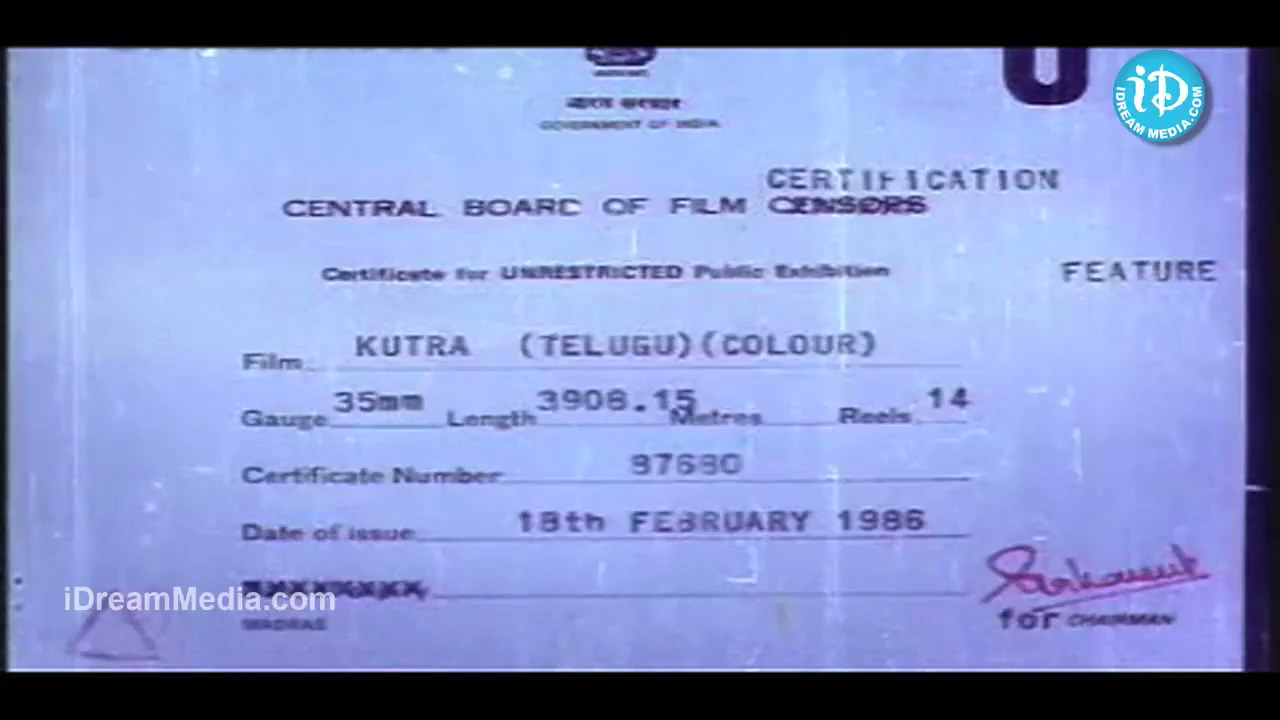 U
iD
IDREAM MEDIA.COM
भारत सरकार
GOVERNMENT OF INDIA
CERTIFICATION
CENTRAL BOARD OF FILM CENSORS
Certificate for UNRESTRICTED Public Exhibition FEATURE
Film KUTRA (TELUGU)(COLOUR)
Gauge 35mm Length 3908.15 Metres Reels 14
Certificate Number 87680
Date of issue 18th FEBRUARY 1986
iDreamMedia.com
MADRAS
for CHAIRMAN